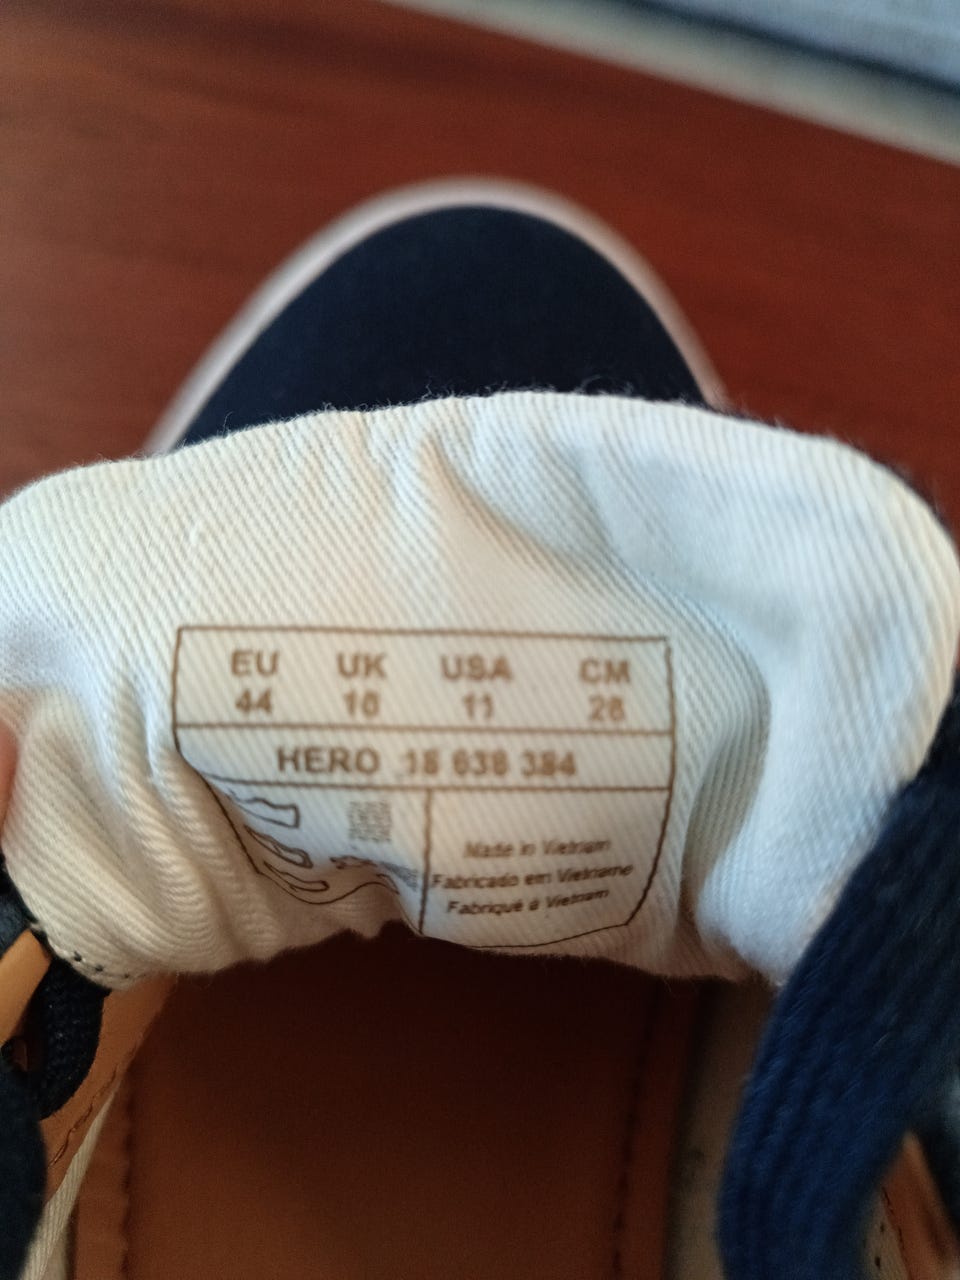 EU UK USA CM
44 10 11 28
HERO 18 638 384
Made in Vietnam
Fabricado em Vietname
Fabriqué à Vietnam